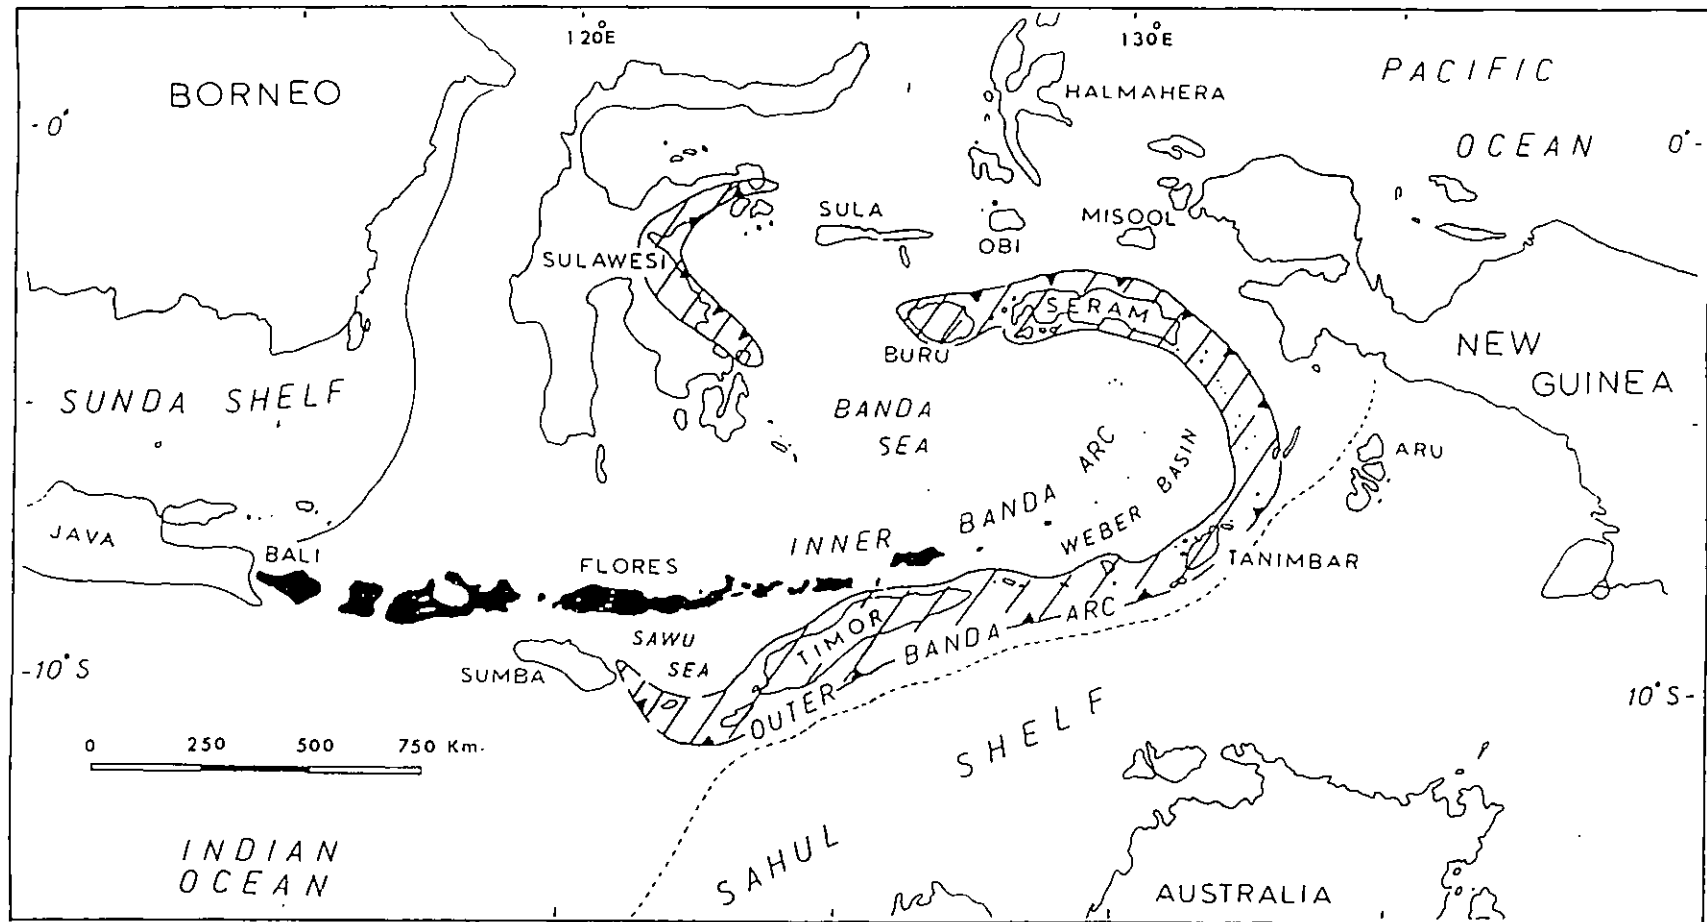 120°E
130°E
PACIFIC
OCEAN
BORNEO
HALMAHERA
-0°
0°-
SULA
MISOOL
OBI
SULAWESI
SERAM
BURU
NEW
GUINEA
SUNDA SHELF
BANDA
SEA
ARU
JAVA
BALI
FLORES
INNER BANDA ARC
WEBER BASIN
TANIMBAR
SAWU
SEA
SUMBA
TIMOR
OUTER BANDA ARC
-10°S
10°S-
0 250 500 750 Km.
SAHUL SHELF
INDIAN
OCEAN
AUSTRALIA